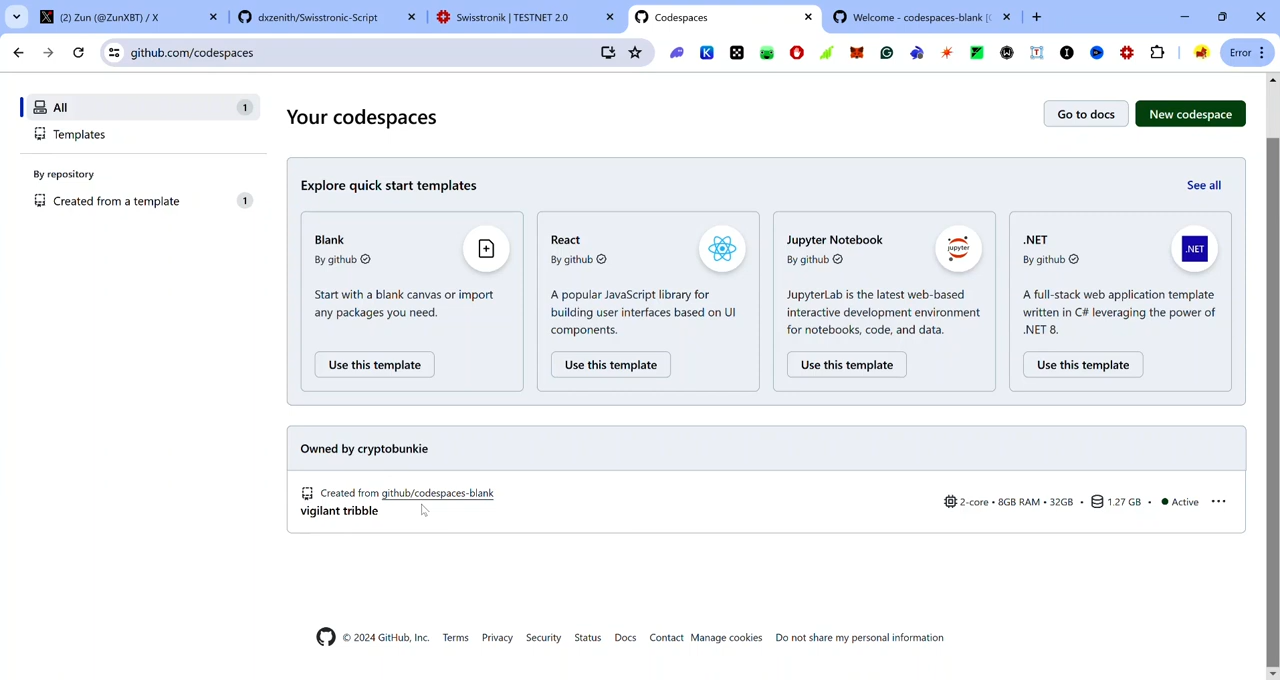 (2) Zun (@ZunXBT) / X
dxzenith/Swisstronik-Script
Swisstronik | TESTNET 2.0
Codespaces
Welcome - codespaces-blank [
github.com/codespaces
Error
All 1
Templates
By repository
Created from a template 1
Your codespaces
Go to docs
New codespace
Explore quick start templates
See all
Blank
By github
Start with a blank canvas or import
any packages you need.
Use this template
React
By github
A popular JavaScript library for
building user interfaces based on UI
components.
Use this template
Jupyter Notebook
By github
jupyter
JupyterLab is the latest web-based
interactive development environment
for notebooks, code, and data.
Use this template
.NET
By github
.NET
A full-stack web application template
written in C# leveraging the power of
.NET 8.
Use this template
Owned by cryptobunkie
Created from github/codespaces-blank
vigilant tribble
2-core • 8GB RAM • 32GB • 1.27 GB • Active
© 2024 GitHub, Inc. Terms Privacy Security Status Docs Contact Manage cookies Do not share my personal information